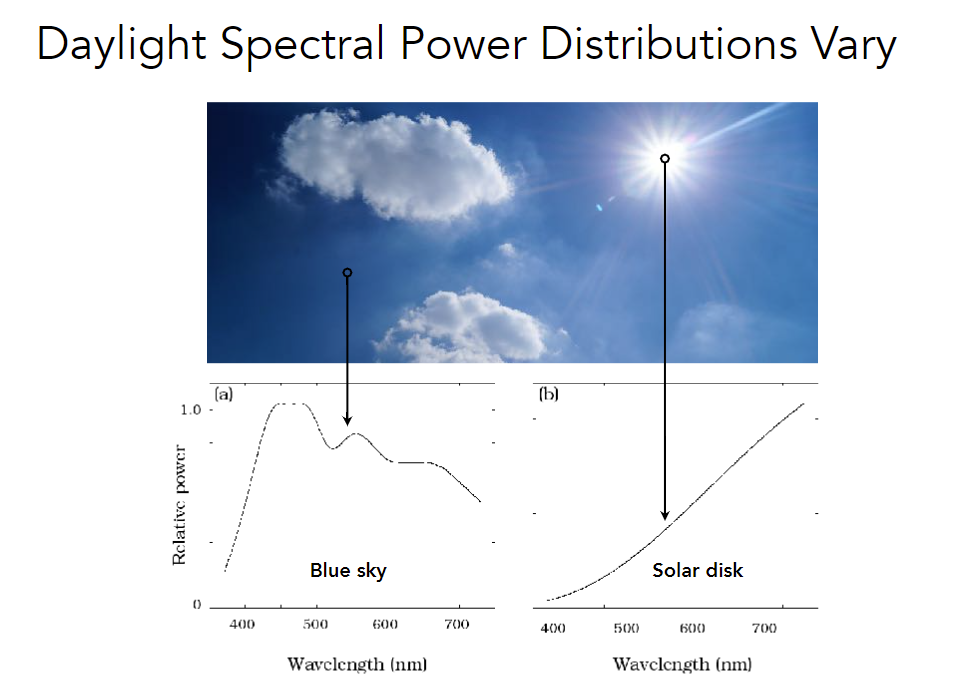 Daylight Spectral Power Distributions Vary
(a)
(b)
1.0
Relative power
0
Blue sky
Solar disk
400 500 600 700
400 500 600 700
Wavelength (nm)
Wavelength (nm)